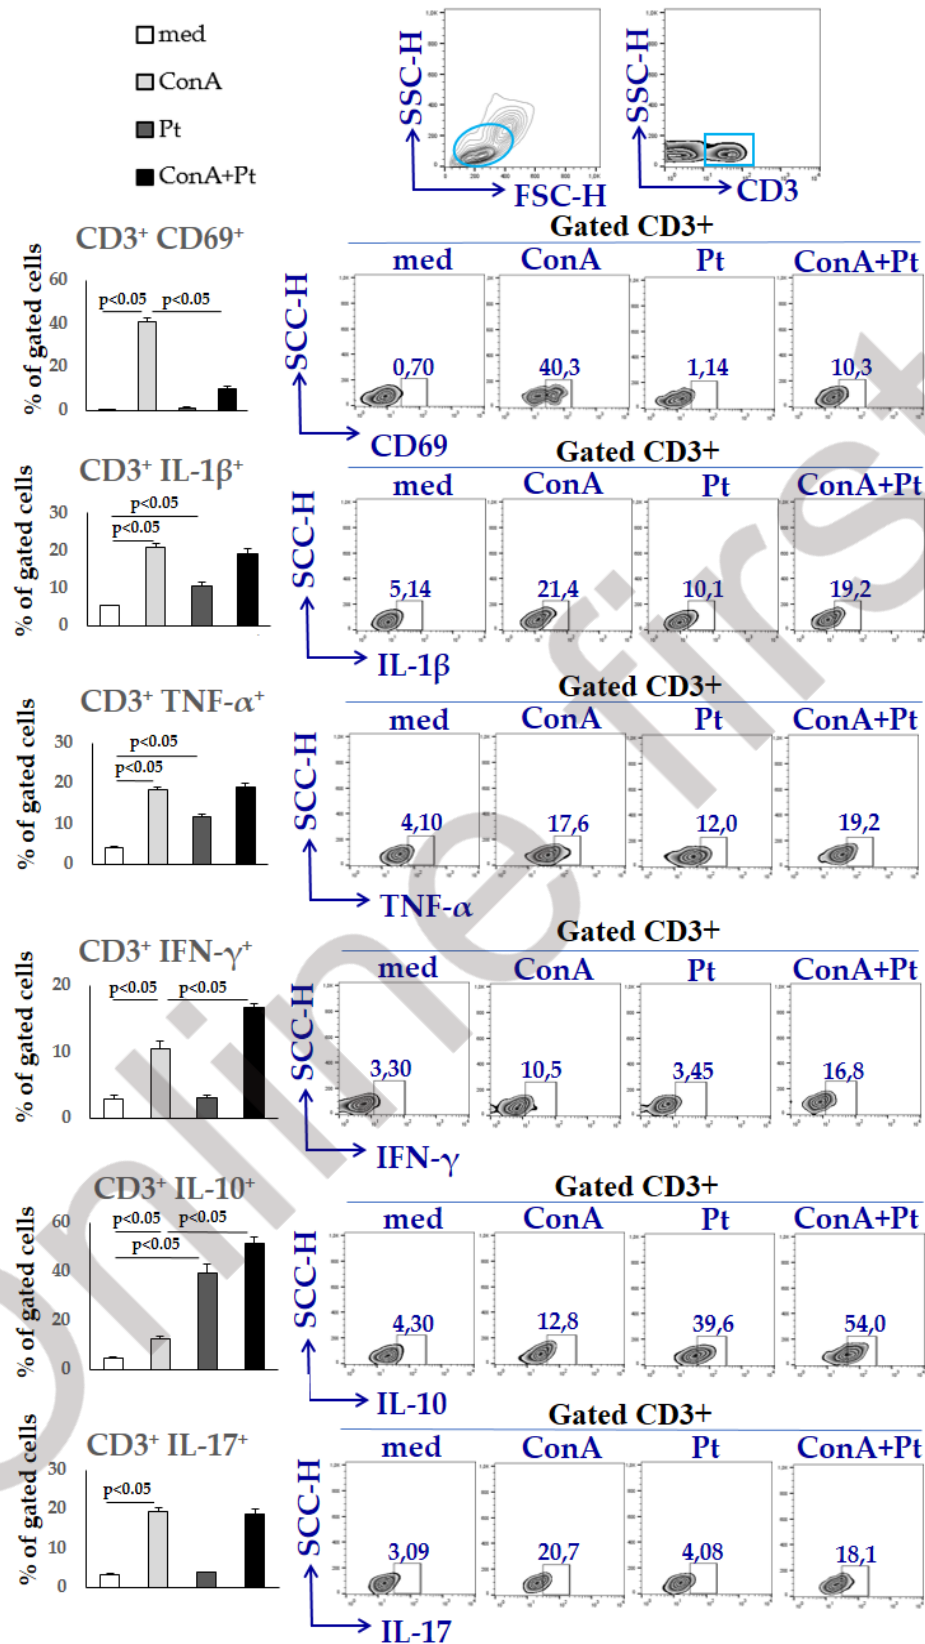 med
ConA
Pt
ConA+Pt
SSC-H
FSC-H
SSC-H
CD3
CD3+ CD69+
% of gated cells
60
40
20
0
p<0.05
p<0.05
Gated CD3+
med
ConA
Pt
ConA+Pt
SCC-H
0,70
40,3
1,14
10,3
CD69
CD3+ IL-1β+
% of gated cells
30
20
10
0
p<0.05
p<0.05
Gated CD3+
med
ConA
Pt
ConA+Pt
SCC-H
5,14
21,4
10,1
19,2
IL-1β
CD3+ TNF-α+
% of gated cells
30
20
10
0
p<0.05
p<0.05
Gated CD3+
med
ConA
Pt
ConA+Pt
SCC-H
4,10
17,6
12,0
19,2
TNF-α
CD3+ IFN-γ+
% of gated cells
20
10
0
p<0.05
p<0.05
Gated CD3+
med
ConA
Pt
ConA+Pt
SCC-H
3,30
10,5
3,45
16,8
IFN-γ
CD3+ IL-10+
% of gated cells
60
40
20
0
p<0.05
p<0.05
p<0.05
Gated CD3+
med
ConA
Pt
ConA+Pt
SCC-H
4,30
12,8
39,6
54,0
IL-10
CD3+ IL-17+
% of gated cells
30
20
10
0
p<0.05
Gated CD3+
med
ConA
Pt
ConA+Pt
SCC-H
3,09
20,7
4,08
18,1
IL-17
Online first